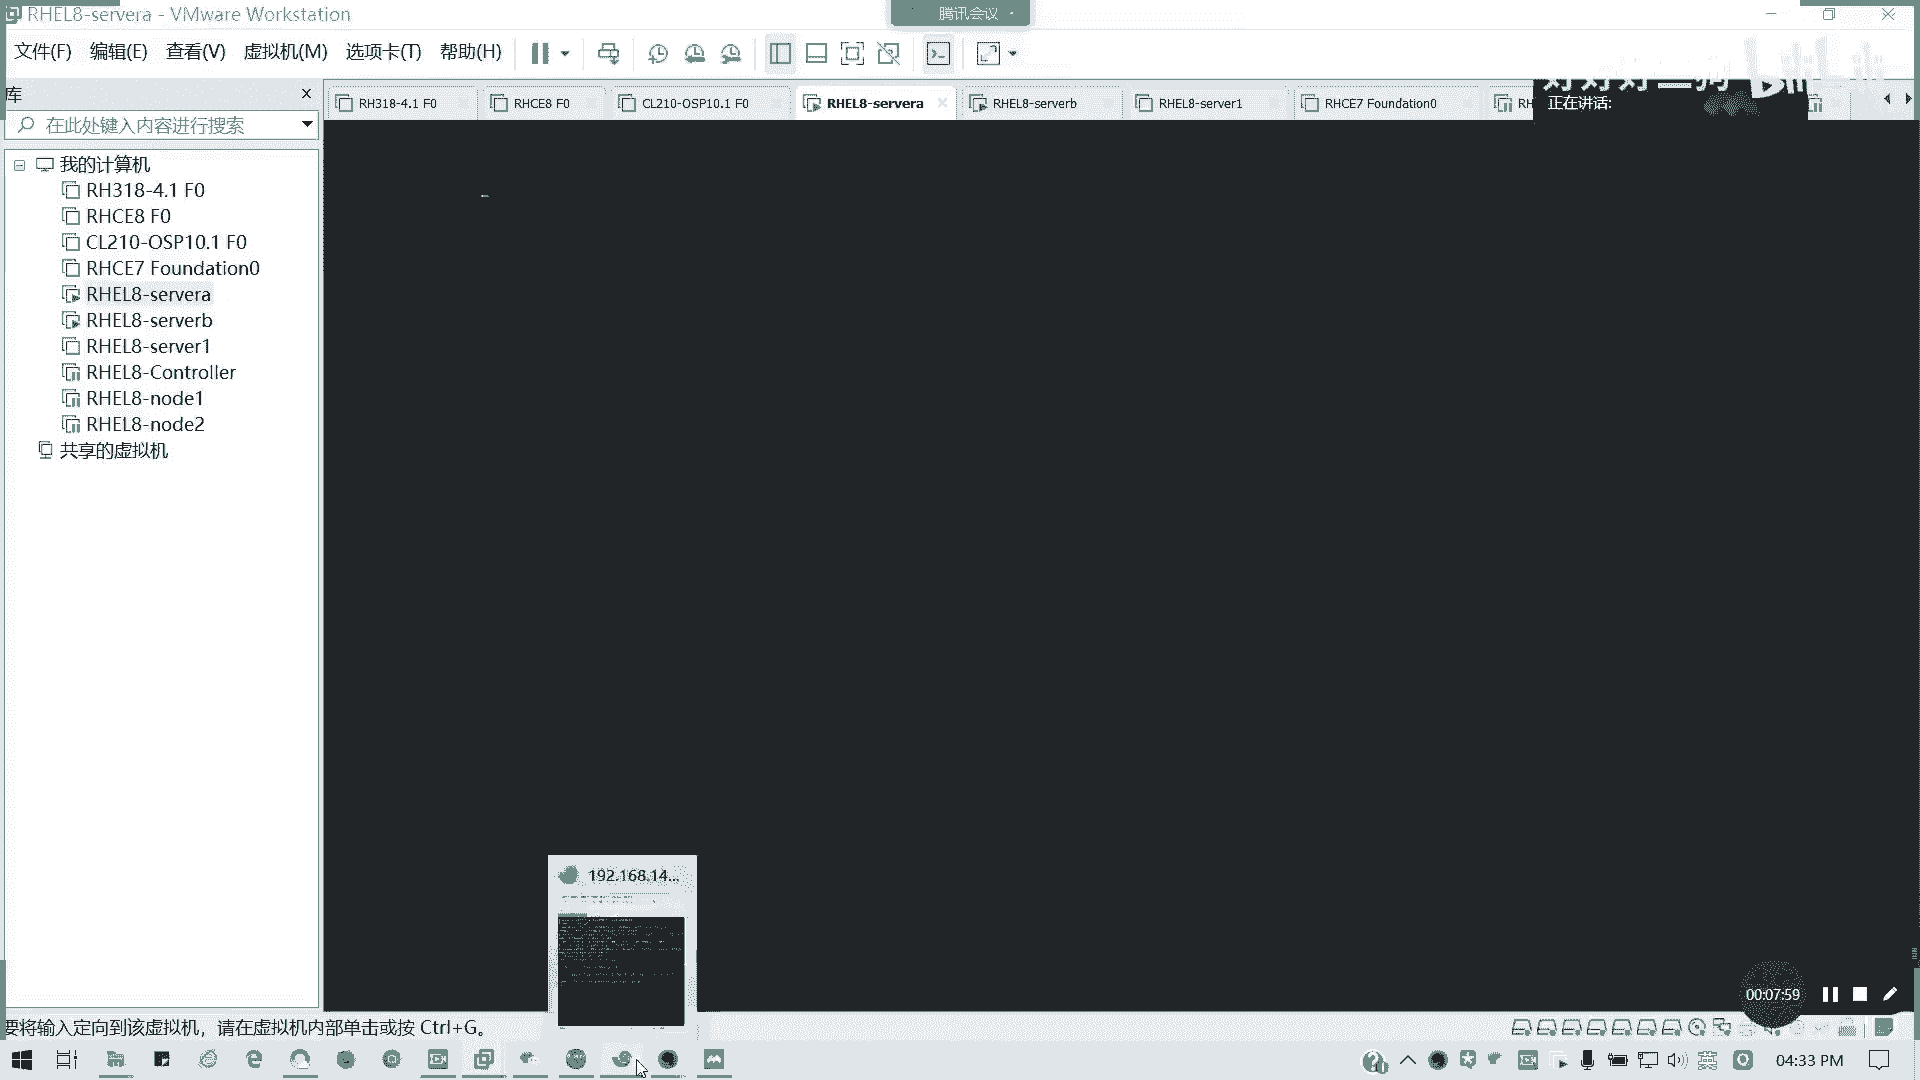 RHEL8-servera - VMware Workstation
腾讯会议
文件(F) 编辑(E) 查看(V) 虚拟机(M) 选项卡(T) 帮助(H)
库
RH318-4.1 F0
RHCE8 F0
CL210-OSP10.1 F0
RHEL8-servera
RHEL8-serverb
RHEL8-server1
RHCE7 Foundation0
RH
正在讲话:
在此处键入内容进行搜索
我的计算机
RH318-4.1 F0
RHCE8 F0
CL210-OSP10.1 F0
RHCE7 Foundation0
RHEL8-servera
RHEL8-serverb
RHEL8-server1
RHEL8-Controller
RHEL8-node1
RHEL8-node2
共享的虚拟机
192.168.14...
00:07:59
要将输入定向到该虚拟机，请在虚拟机内部单击或按 Ctrl+G。
英
04:33 PM